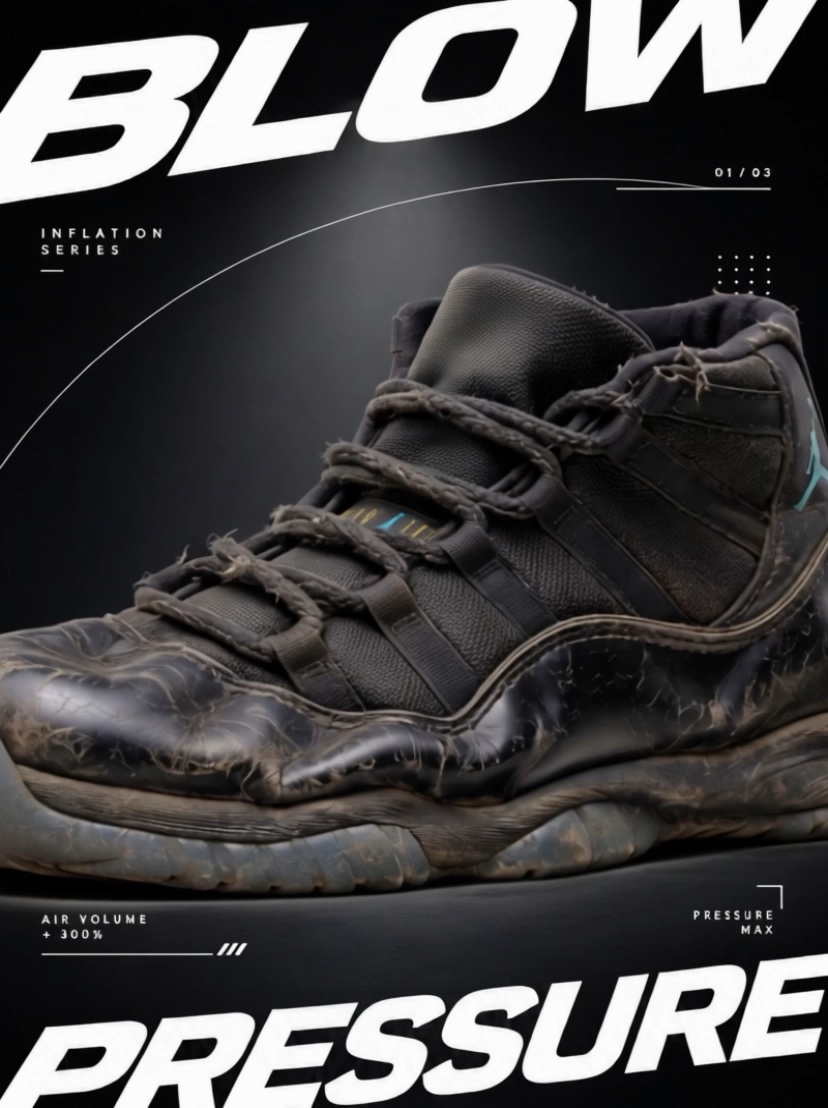 BLOW
01 / 03
INFLATION
SERIES
AIR VOLUME
+ 300%
PRESSURE
MAX
PRESSURE